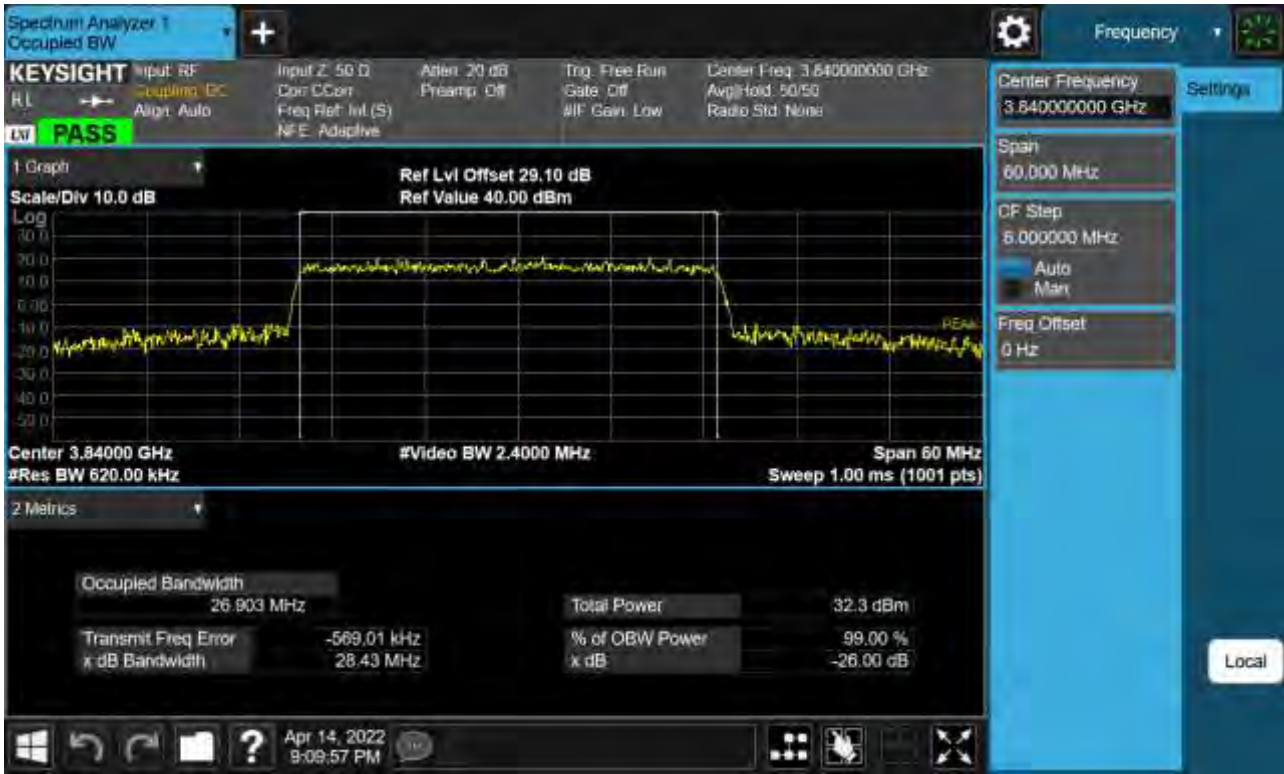 Spectrum Analyzer 1
Occupied BW
+
Frequency
KEYSIGHT
Input: RF
Coupling: DC
Align: Auto
RL
LXI
PASS
Input Z: 50 Ω
Corr CCorr
Freq Ref: Int (S)
NFE: Adaptive
Atten: 20 dB
Preamp: Off
Trig: Free Run
Gate: Off
#IF Gain: Low
Center Freq: 3.840000000 GHz
Avg|Hold: 50/50
Radio Std: None
Center Frequency
3.840000000 GHz
Settings
Span
60.000 MHz
CF Step
6.000000 MHz
Auto
Man
Freq Offset
0 Hz
1 Graph
Scale/Div 10.0 dB
Ref Lvl Offset 29.10 dB
Ref Value 40.00 dBm
Log
30.0
20.0
10.0
0.00
-10.0
-20.0
-30.0
-40.0
-50.0
PEAK
Center 3.84000 GHz
#Video BW 2.4000 MHz
Span 60 MHz
#Res BW 620.00 kHz
Sweep 1.00 ms (1001 pts)
2 Metrics
Occupied Bandwidth
26.903 MHz
Total Power
32.3 dBm
Transmit Freq Error
-569.01 kHz
% of OBW Power
99.00 %
x dB Bandwidth
28.43 MHz
x dB
-26.00 dB
Local
?
Apr 14, 2022
9:09:57 PM